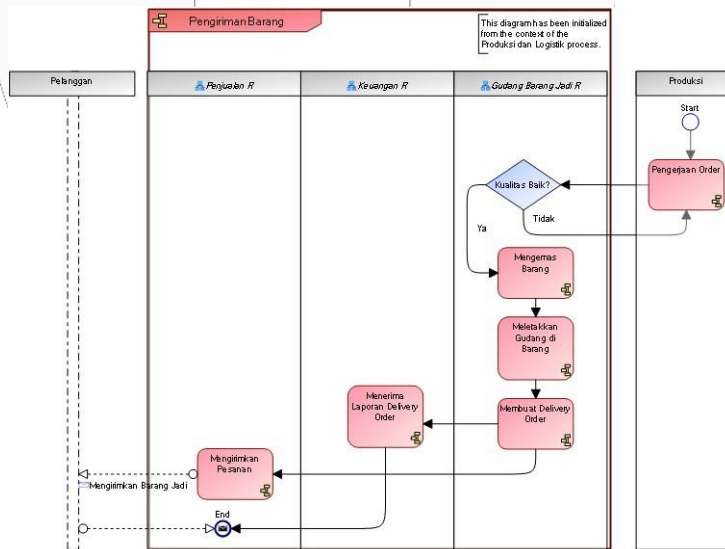 Pengiriman Barang
This diagram has been initialized
from the context of the
Produksi dan Logistik process.
Pelanggan
Penjualan R
Keuangan R
Gudang Barang Jadi R
Produksi
Start
Pengerjaan Order
Kualitas Baik?
Tidak
Ya
Mengemas
Barang
Meletakkan
Gudang di
Barang
Menerima
Laporan Delivery
Order
Membuat Delivery
Order
Mengirimkan
Pesanan
Mengirimkan Barang Jadi
End